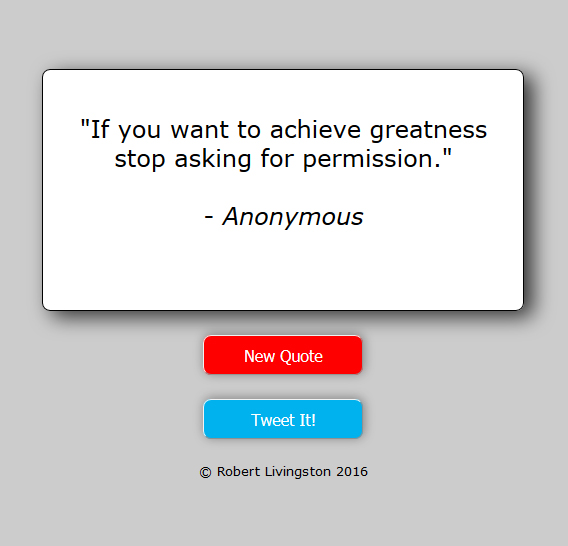 "If you want to achieve greatness
stop asking for permission."
- Anonymous
New Quote
Tweet It!
© Robert Livingston 2016